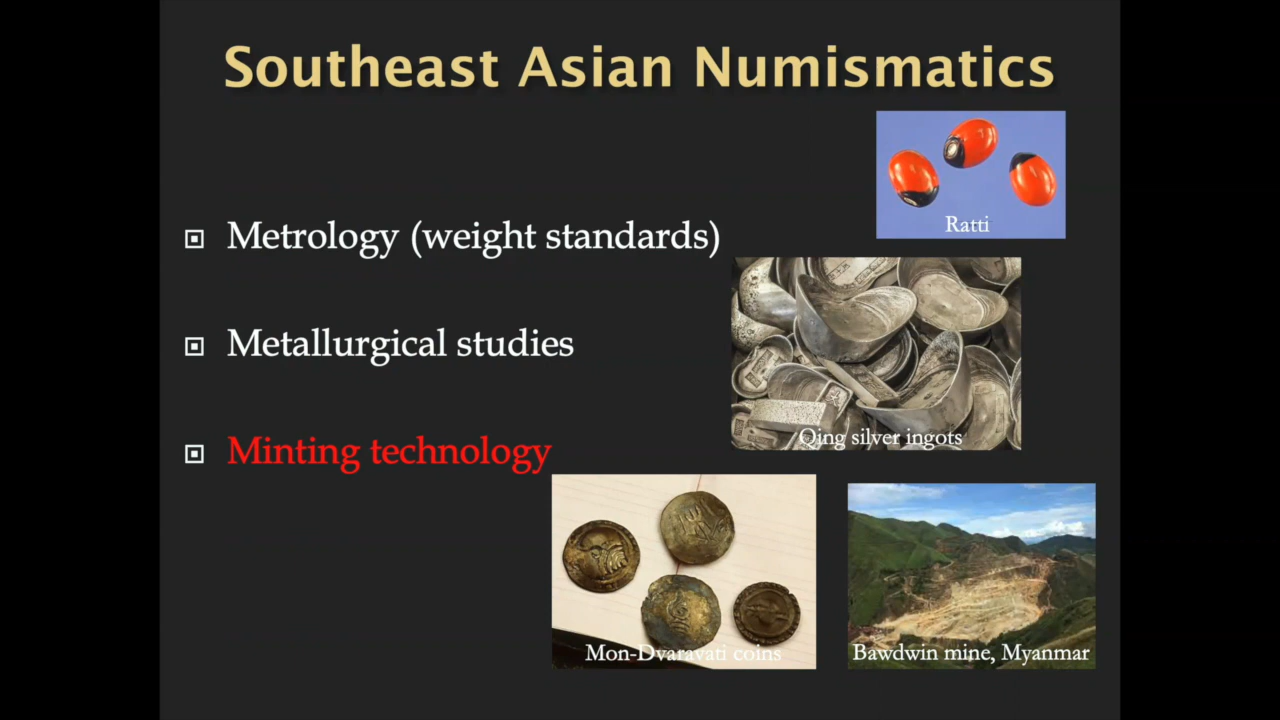 Southeast Asian Numismatics
Metrology (weight standards)
Metallurgical studies
Minting technology
Ratti
Qing silver ingots
Mon-Dvaravati coins
Bawdwin mine, Myanmar